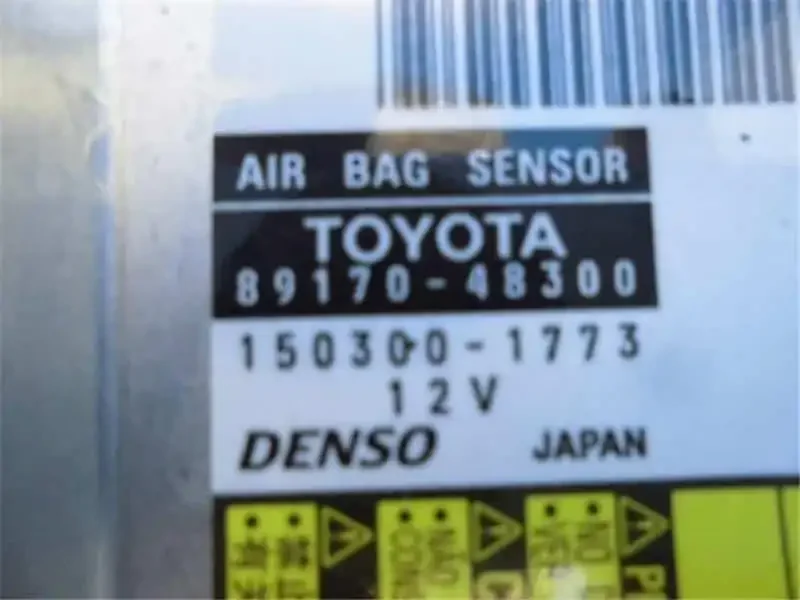 AIR BAG SENSOR
TOYOTA
89170-48300
150300-1773
12V
DENSO JAPAN